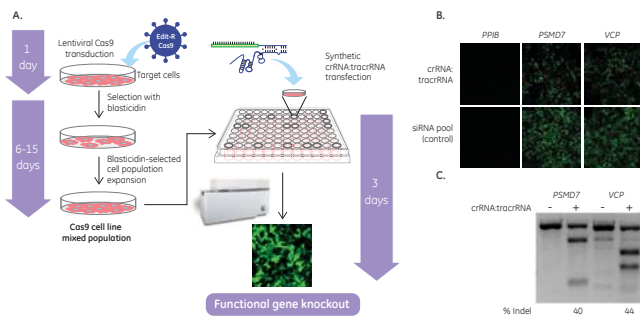 A.
1
day
Lentiviral Cas9
transduction
Edit-R
Cas9
Target cells
Selection with
blasticidin
6-15
days
Blasticidin-selected
cell population
expansion
Cas9 cell line
mixed population
Synthetic
crRNA:tracrRNA
transfection
3
days
Functional gene knockout
B.
PPIB PSMD7 VCP
crRNA:
tracrRNA
siRNA pool
(control)
C.
PSMD7 VCP
crRNA:tracrRNA - + - +
% Indel 40 44